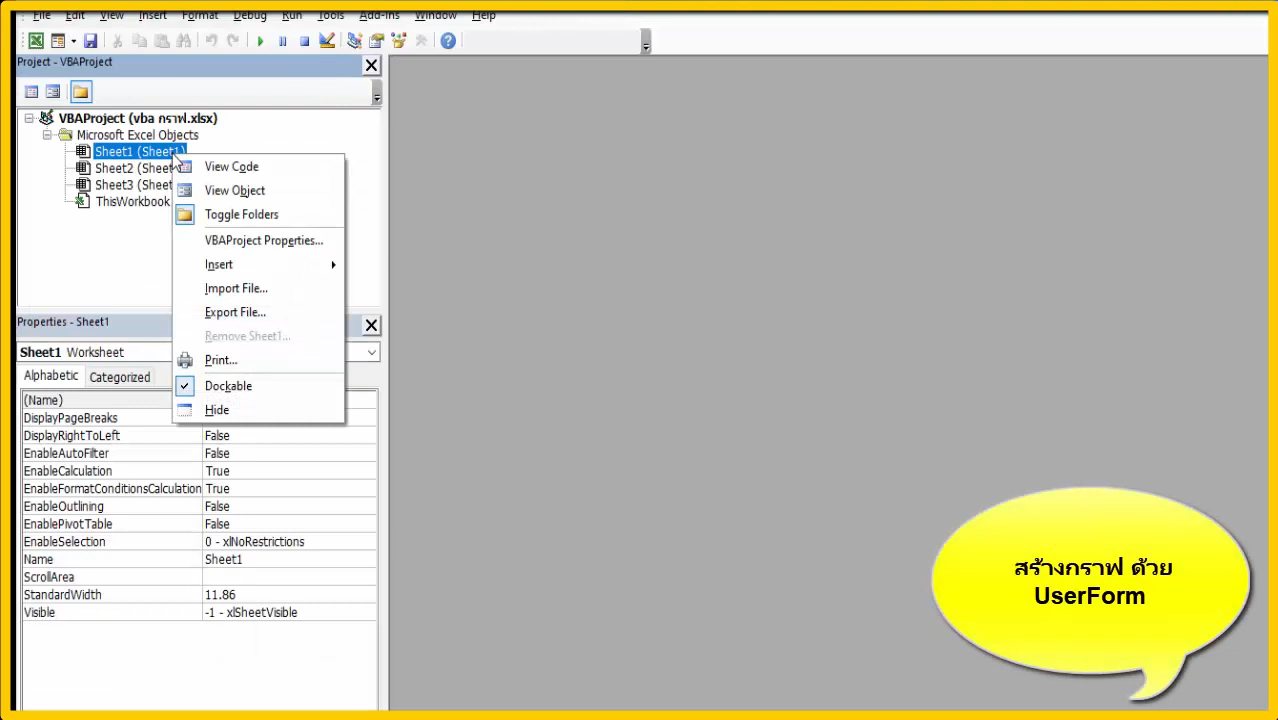 File Edit View Insert Format Debug Run Tools Add-Ins Window Help
Project - VBAProject
VBAProject (vba กราฟ.xlsx)
Microsoft Excel Objects
Sheet1 (Sheet1)
Sheet2 (Sheet
Sheet3 (Sheet
ThisWorkbook
View Code
View Object
Toggle Folders
VBAProject Properties...
Insert
Import File...
Export File...
Remove Sheet1...
Print...
Dockable
Hide
Properties - Sheet1
Sheet1 Worksheet
Alphabetic Categorized
(Name)
DisplayPageBreaks
DisplayRightToLeft False
EnableAutoFilter False
EnableCalculation True
EnableFormatConditionsCalculation True
EnableOutlining False
EnablePivotTable False
EnableSelection 0 - xlNoRestrictions
Name Sheet1
ScrollArea
StandardWidth 11.86
Visible -1 - xlSheetVisible
สร้างกราฟ ด้วย
UserForm